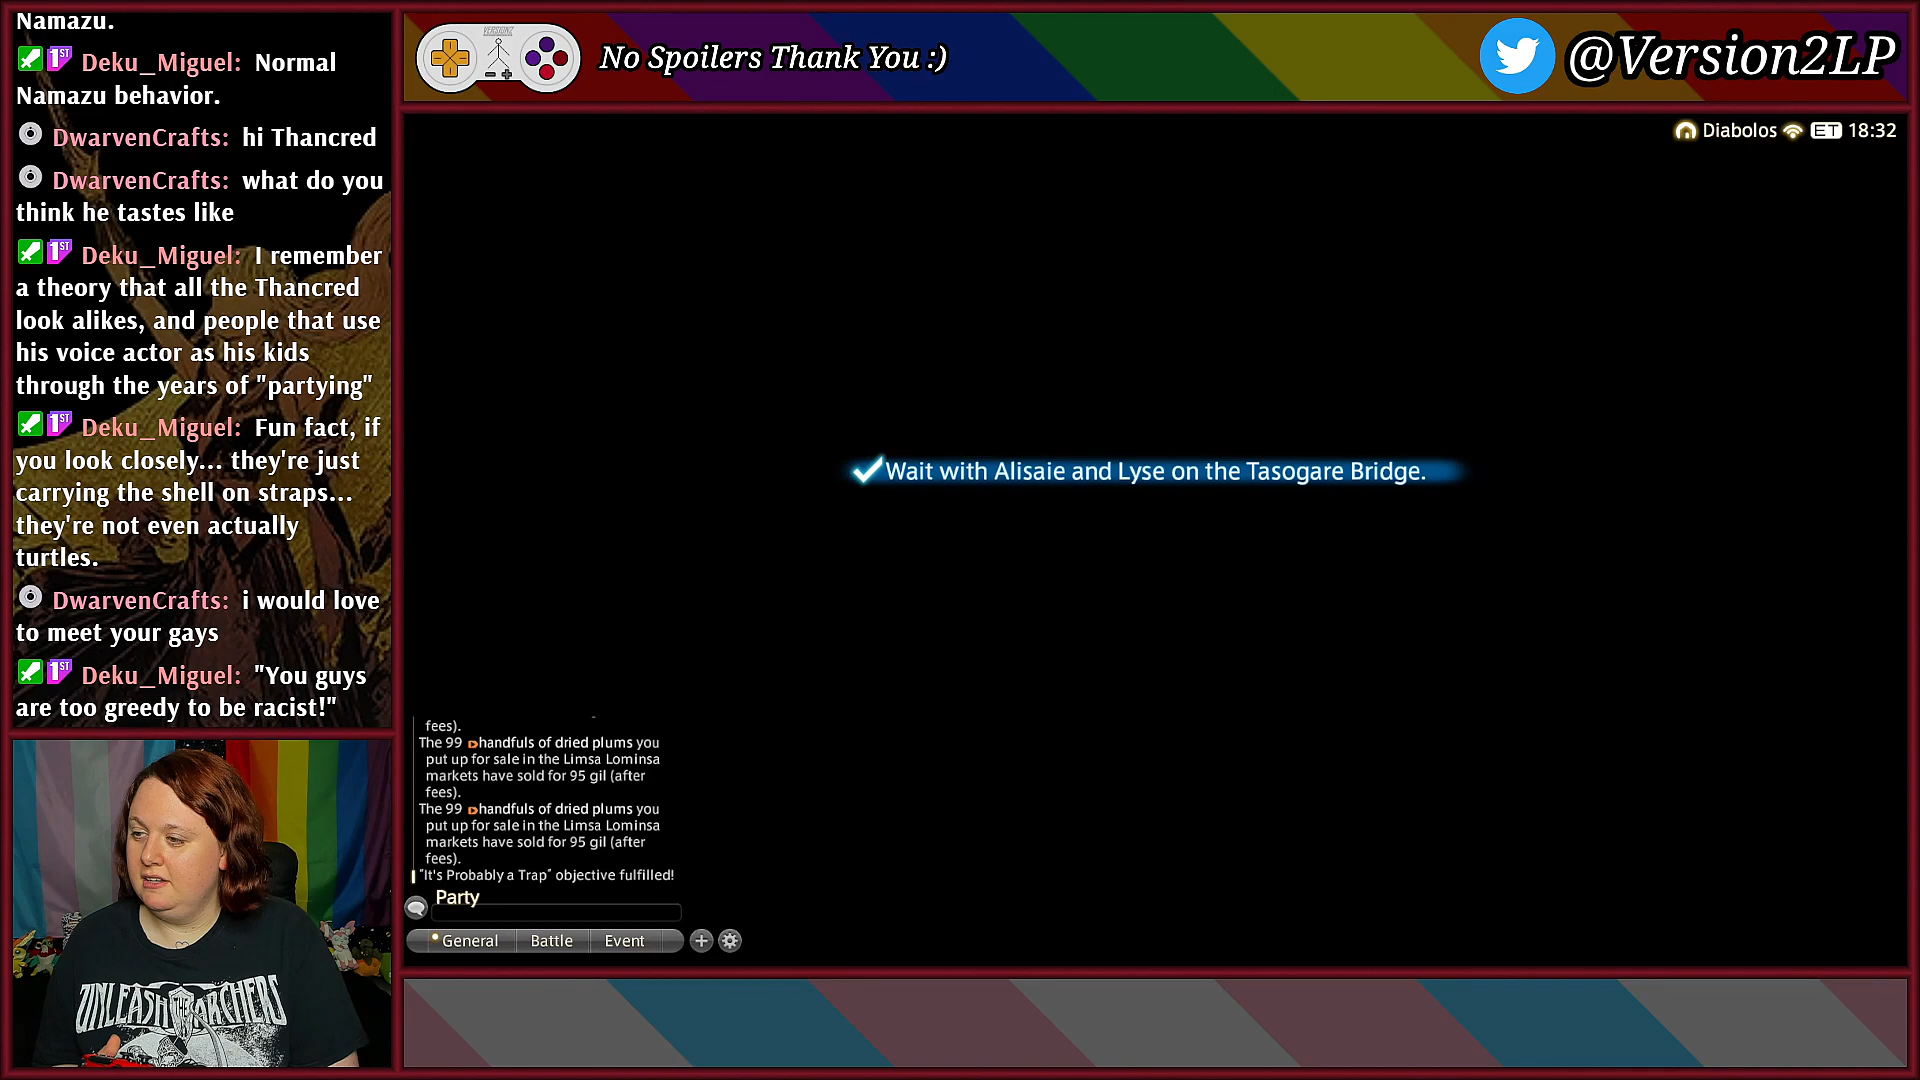 Namazu.
Deku_Miguel: Normal
Namazu behavior.
DwarvenCrafts: hi Thancred
DwarvenCrafts: what do you
think he tastes like
1ST Deku_Miguel: I remember
a theory that all the Thancred
look alikes, and people that use
his voice actor as his kids
through the years of "partying"
1ST Deku_Miguel: Fun fact, if
you look closely... they're just
carrying the shell on straps...
they're not even actually
turtles.
DwarvenCrafts: i would love
to meet your gays
1ST Deku_Miguel: "You guys
are too greedy to be racist!"
VERSION2
No Spoilers Thank You :)
@Version2LP
Diabolos ET 18:32
Wait with Alisaie and Lyse on the Tasogare Bridge.
fees).
The 99 handfuls of dried plums you
put up for sale in the Limsa Lominsa
markets have sold for 95 gil (after
fees).
The 99 handfuls of dried plums you
put up for sale in the Limsa Lominsa
markets have sold for 95 gil (after
fees).
"It's Probably a Trap" objective fulfilled!
Party
General Battle Event
UNLEASH THE ARCHERS